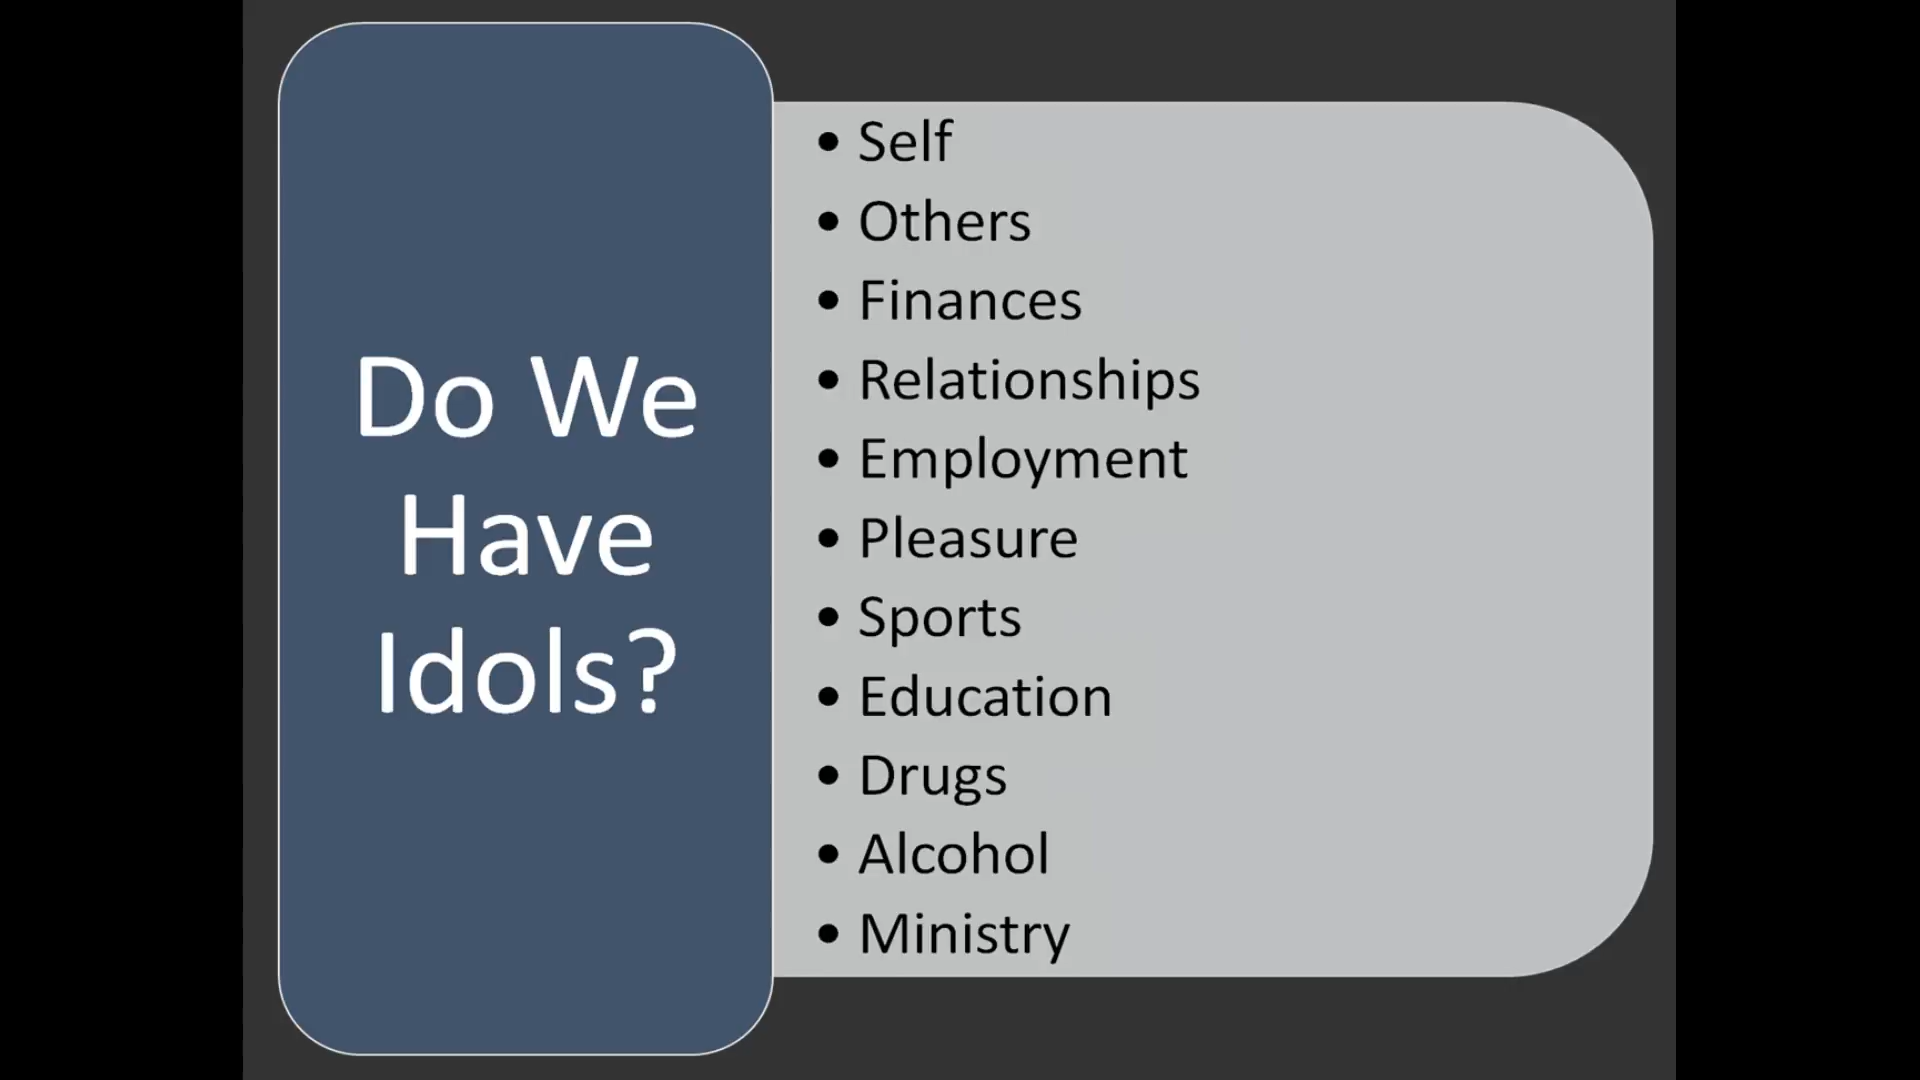 Do We
Have
Idols?
• Self
• Others
• Finances
• Relationships
• Employment
• Pleasure
• Sports
• Education
• Drugs
• Alcohol
• Ministry